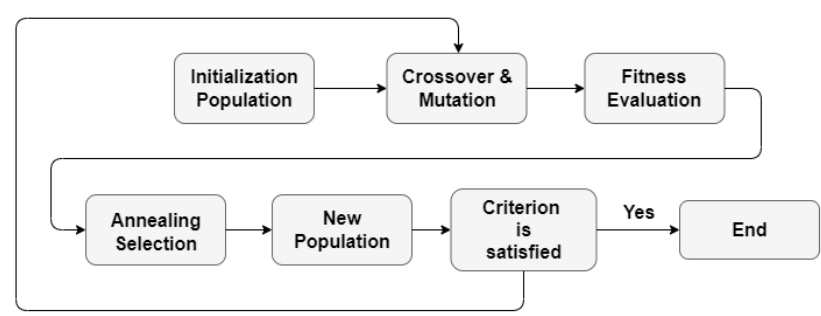 Initialization
Population
Crossover &
Mutation
Fitness
Evaluation
Annealing
Selection
New
Population
Criterion
is
satisfied
Yes
End